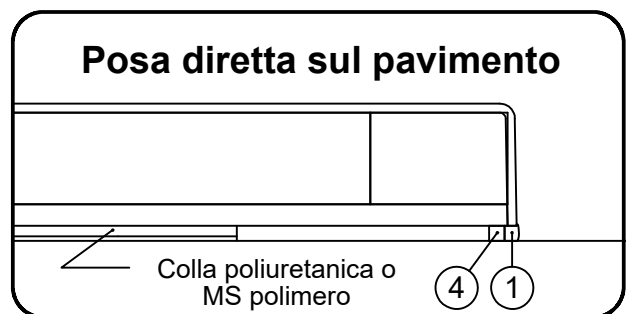 Posa diretta sul pavimento
Colla poliuretanica o
MS polimero
4
1